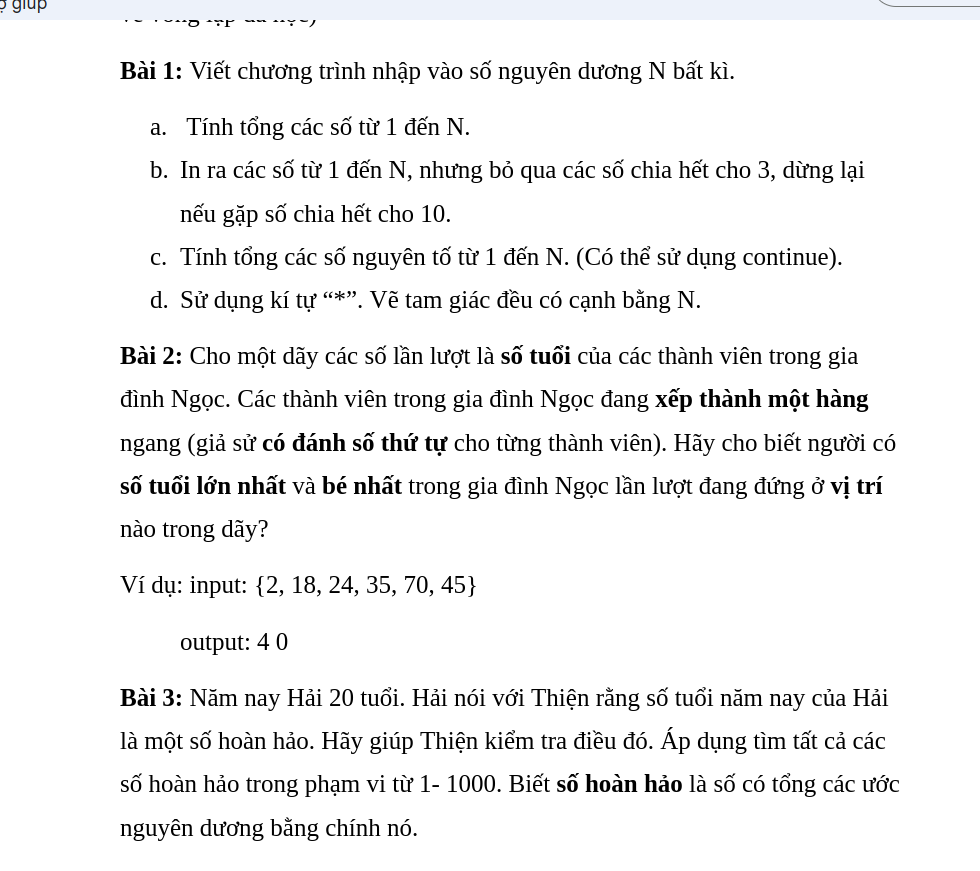 giúp
Bài 1: Viết chương trình nhập vào số nguyên dương N bất kì.
a. Tính tổng các số từ 1 đến N.
b. In ra các số từ 1 đến N, nhưng bỏ qua các số chia hết cho 3, dừng lại
nếu gặp số chia hết cho 10.
c. Tính tổng các số nguyên tố từ 1 đến N. (Có thể sử dụng continue).
d. Sử dụng kí tự “*”. Vẽ tam giác đều có cạnh bằng N.
Bài 2: Cho một dãy các số lần lượt là số tuổi của các thành viên trong gia
đình Ngọc. Các thành viên trong gia đình Ngọc đang xếp thành một hàng
ngang (giả sử có đánh số thứ tự cho từng thành viên). Hãy cho biết người có
số tuổi lớn nhất và bé nhất trong gia đình Ngọc lần lượt đang đứng ở vị trí
nào trong dãy?
Ví dụ: input: {2, 18, 24, 35, 70, 45}
output: 4 0
Bài 3: Năm nay Hải 20 tuổi. Hải nói với Thiện rằng số tuổi năm nay của Hải
là một số hoàn hảo. Hãy giúp Thiện kiểm tra điều đó. Áp dụng tìm tất cả các
số hoàn hảo trong phạm vi từ 1- 1000. Biết số hoàn hảo là số có tổng các ước
nguyên dương bằng chính nó.